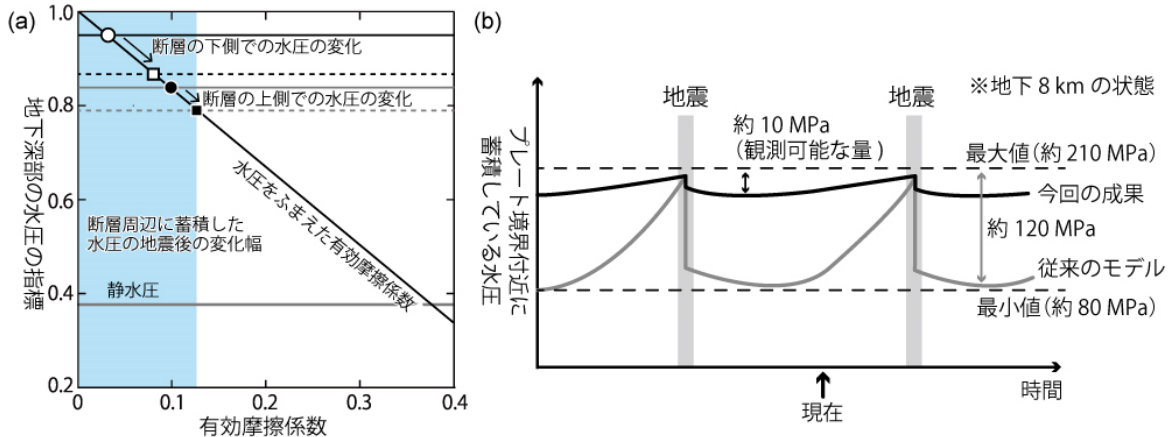 (a)
1.0
0.8
0.6
0.4
0.2
0
0.1
0.2
0.3
0.4
地下深部の水圧の指標
有効摩擦係数
断層の下側での水圧の変化
断層の上側での水圧の変化
水圧をふまえた有効摩擦係数
断層周辺に蓄積した
水圧の地震後の変化幅
静水圧
(b)
※地下 8 km の状態
地震
地震
約 10 MPa
(観測可能な量)
プレート境界付近に
蓄積している水圧
最大値(約 210 MPa)
今回の成果
約 120 MPa
従来のモデル
最小値(約 80 MPa)
時間
現在